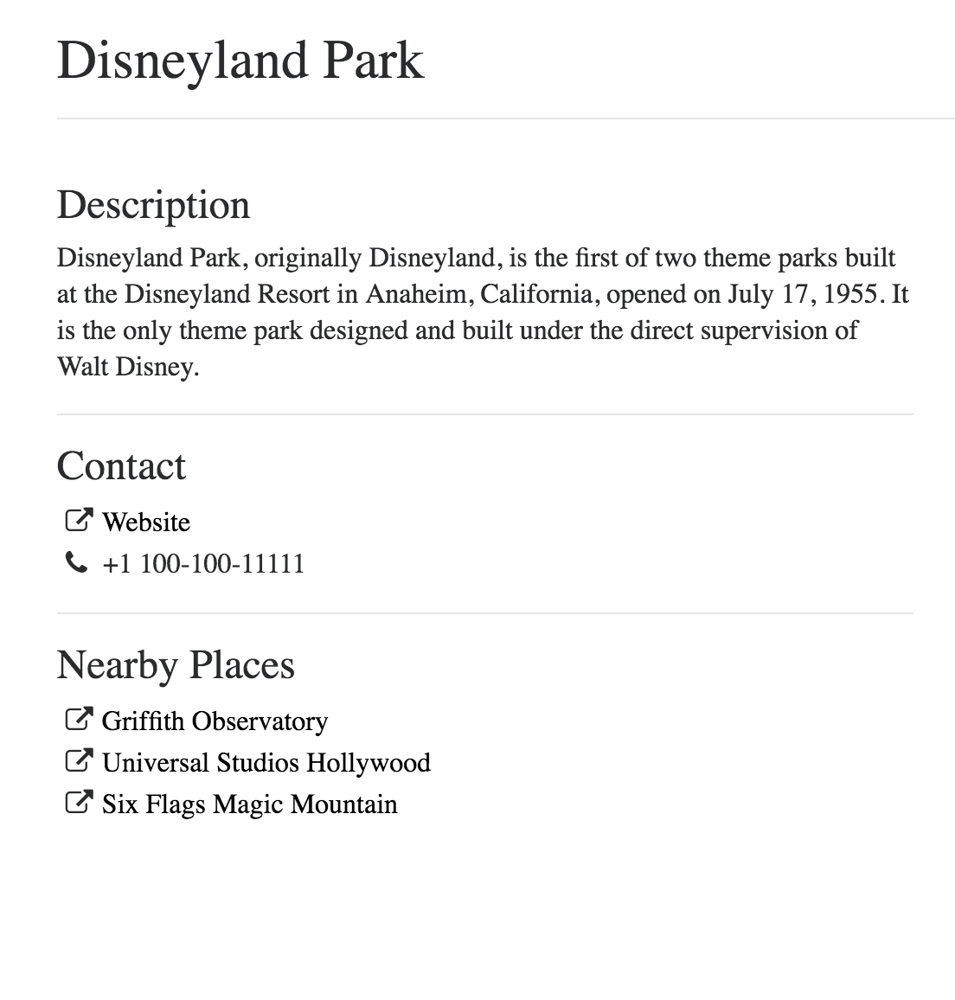 Disneyland Park
Description
Disneyland Park, originally Disneyland, is the first of two theme parks built
at the Disneyland Resort in Anaheim, California, opened on July 17, 1955. It
is the only theme park designed and built under the direct supervision of
Walt Disney.
Contact
Website
+1 100-100-11111
Nearby Places
Griffith Observatory
Universal Studios Hollywood
Six Flags Magic Mountain